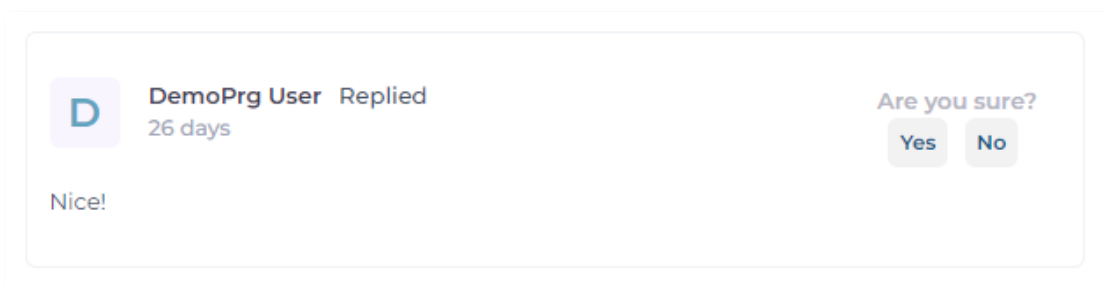 D
DemoPrg User Replied
26 days
Are you sure?
Yes No
Nice!